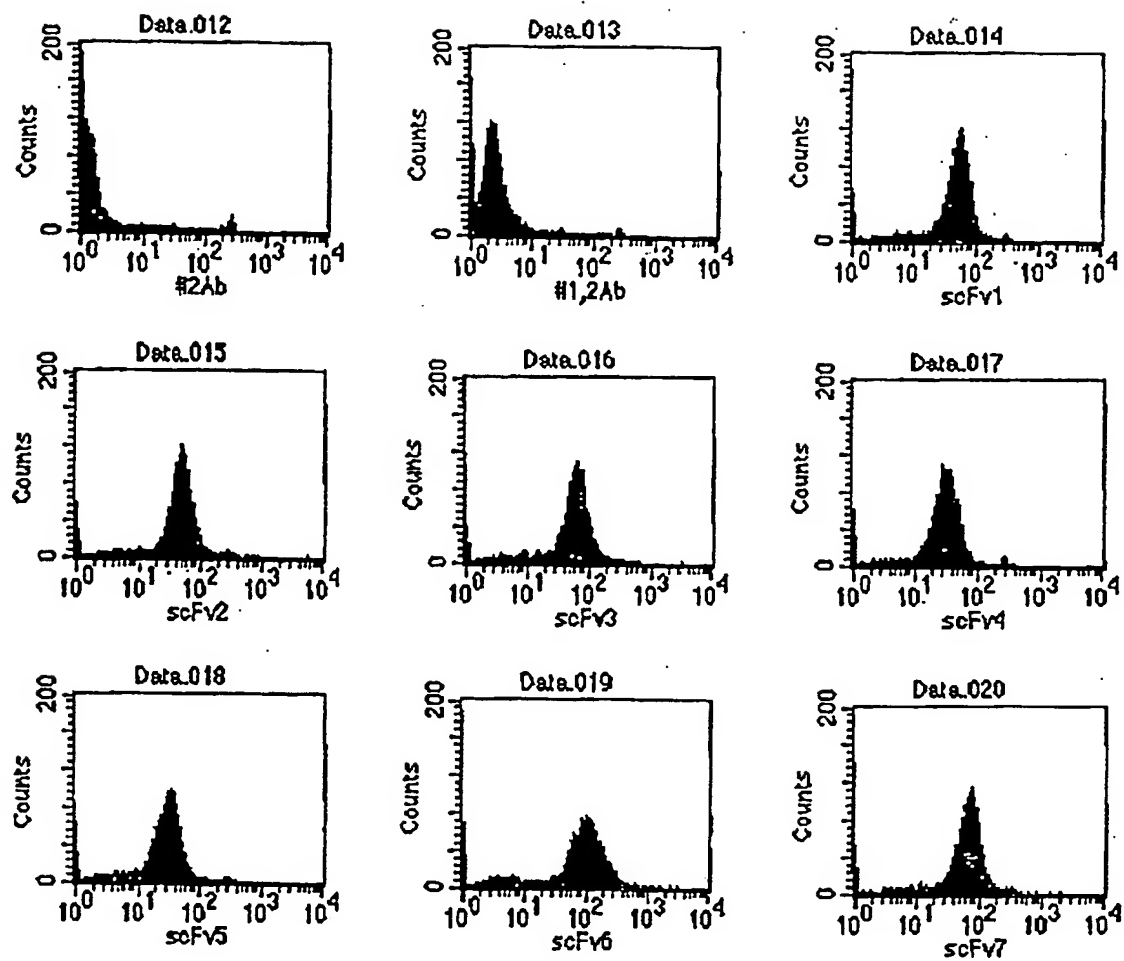 Data.012
200
Counts
0
10^0 10^1 10^2 10^3 10^4
#2Ab
Data.013
200
Counts
0
10^0 10^1 10^2 10^3 10^4
#1,2Ab
Data.014
200
Counts
0
10^0 10^1 10^2 10^3 10^4
scFv1
Data.015
200
Counts
0
10^0 10^1 10^2 10^3 10^4
scFv2
Data.016
200
Counts
0
10^0 10^1 10^2 10^3 10^4
scFv3
Data.017
200
Counts
0
10^0 10^1 10^2 10^3 10^4
scFv4
Data.018
200
Counts
0
10^0 10^1 10^2 10^3 10^4
scFv5
Data.019
200
Counts
0
10^0 10^1 10^2 10^3 10^4
scFv6
Data.020
200
Counts
0
10^0 10^1 10^2 10^3 10^4
scFv7